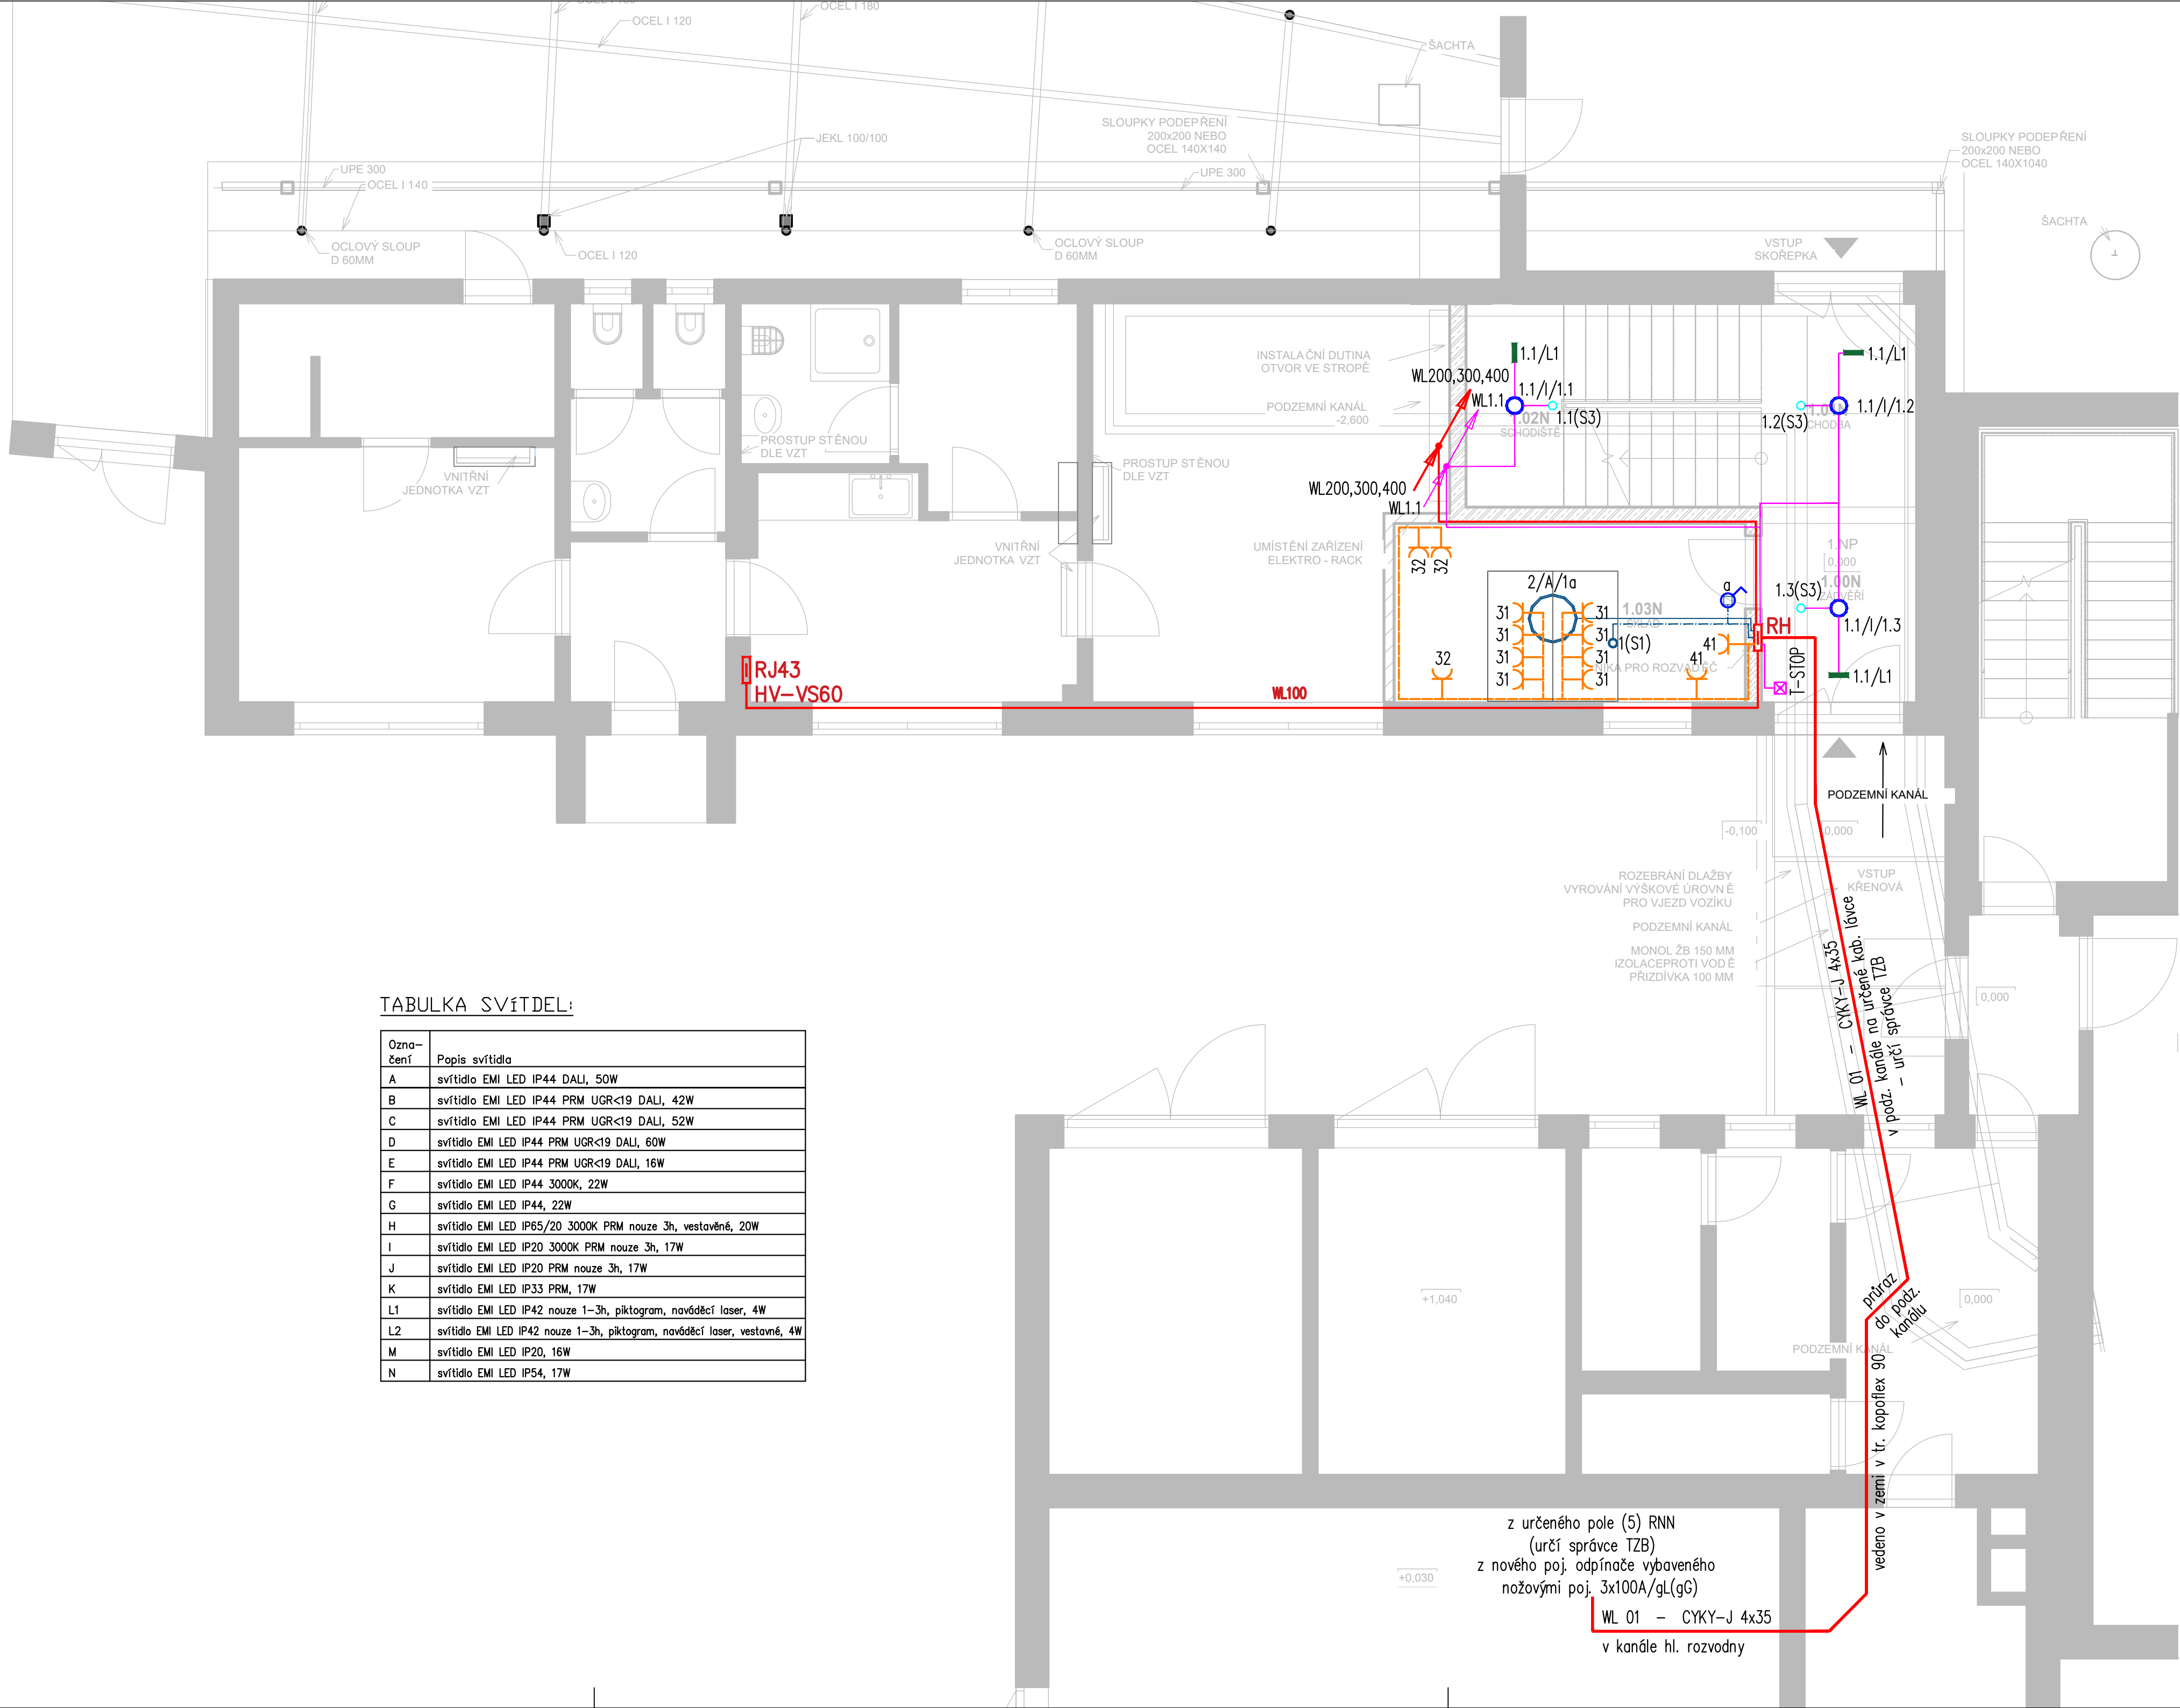 OCEL I 120
OCEL I 180
ŠACHTA
JEKL 100/100
SLOUPKY PODEPŘENÍ
200x200 NEBO
OCEL 140X140
SLOUPKY PODEPŘENÍ
200x200 NEBO
OCEL 140X1040
UPE 300
OCEL I 140
UPE 300
ŠACHTA
OCLOVÝ SLOUP
D 60MM
OCEL I 120
OCLOVÝ SLOUP
D 60MM
VSTUP
SKOŘEPKA
INSTALAČNÍ DUTINA
OTVOR VE STROPĚ
1.1/L1
1.1/L1
WL200,300,400
1.1/I/1.1
WL1.1
1.1(S3)
PODZEMNÍ KANÁL
-2,600
SCHODIŠTĚ
1.2(S3)
1.1/I/1.2
PROSTUP STĚNOU
DLE VZT
PROSTUP STĚNOU
DLE VZT
VNITŘNÍ
JEDNOTKA VZT
WL200,300,400
WL1.1
VNITŘNÍ
JEDNOTKA VZT
UMÍSTĚNÍ ZAŘÍZENÍ
ELEKTRO - RACK
32
32
1.NP
0,000
1.00N
ZÁDVEŘÍ
2/A/1a
a
1.3(S3)
31
31
31
31
31
31
31
31
1.03N
SKLAD
1(S1)
RH
1.1/I/1.3
41
41
32
NIKA PRO ROZVADĚČ
T-STOP
1.1/L1
RJ43
HV-VS60
WL100
PODZEMNÍ KANÁL
-0,100
0,000
ROZEBRÁNÍ DLAŽBY
VYROVÁNÍ VÝŠKOVÉ ÚROVNĚ
PRO VJEZD VOZÍKU
VSTUP
KŘENOVÁ
PODZEMNÍ KANÁL
MONOL ŽB 150 MM
IZOLACEPROTI VODĚ
PŘIZDÍVKA 100 MM
WL 01 - CYKY-J 4x35
v podz. kanále na určené kab. lávce
- určí správce TZB
0,000
TABULKA SVíTDEL:
Ozna-
čení Popis svítidla
A svítidlo EMI LED IP44 DALI, 50W
B svítidlo EMI LED IP44 PRM UGR<19 DALI, 42W
C svítidlo EMI LED IP44 PRM UGR<19 DALI, 52W
D svítidlo EMI LED IP44 PRM UGR<19 DALI, 60W
E svítidlo EMI LED IP44 PRM UGR<19 DALI, 16W
F svítidlo EMI LED IP44 3000K, 22W
G svítidlo EMI LED IP44, 22W
H svítidlo EMI LED IP65/20 3000K PRM nouze 3h, vestavěné, 20W
I svítidlo EMI LED IP20 3000K PRM nouze 3h, 17W
J svítidlo EMI LED IP20 PRM nouze 3h, 17W
K svítidlo EMI LED IP33 PRM, 17W
L1 svítidlo EMI LED IP42 nouze 1-3h, piktogram, naváděcí laser, 4W
L2 svítidlo EMI LED IP42 nouze 1-3h, piktogram, naváděcí laser, vestavné, 4W
M svítidlo EMI LED IP20, 16W
N svítidlo EMI LED IP54, 17W
+1,040
průraz
do podz.
kanálu
0,000
PODZEMNÍ KANÁL
vedeno v zemi v tr. kopoflex 90
z určeného pole (5) RNN
(určí správce TZB)
z nového poj. odpínače vybaveného
nožovými poj. 3x100A/gL(gG)
+0,030
WL 01 - CYKY-J 4x35
v kanále hl. rozvodny